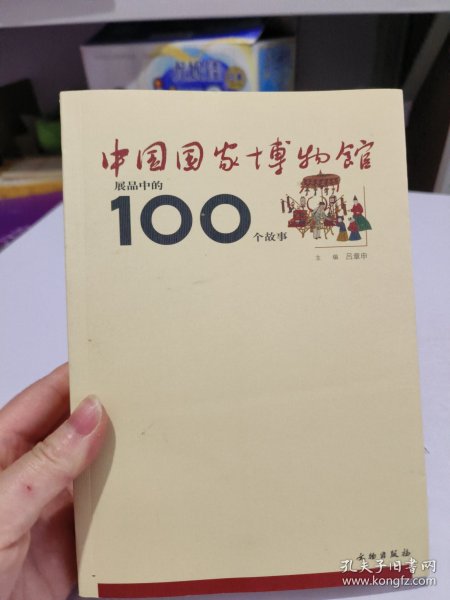 中国国家博物馆
展品中的
100
个故事
主 编 吕章申
文物出版社
孔夫子旧书网
www.kongfz.com